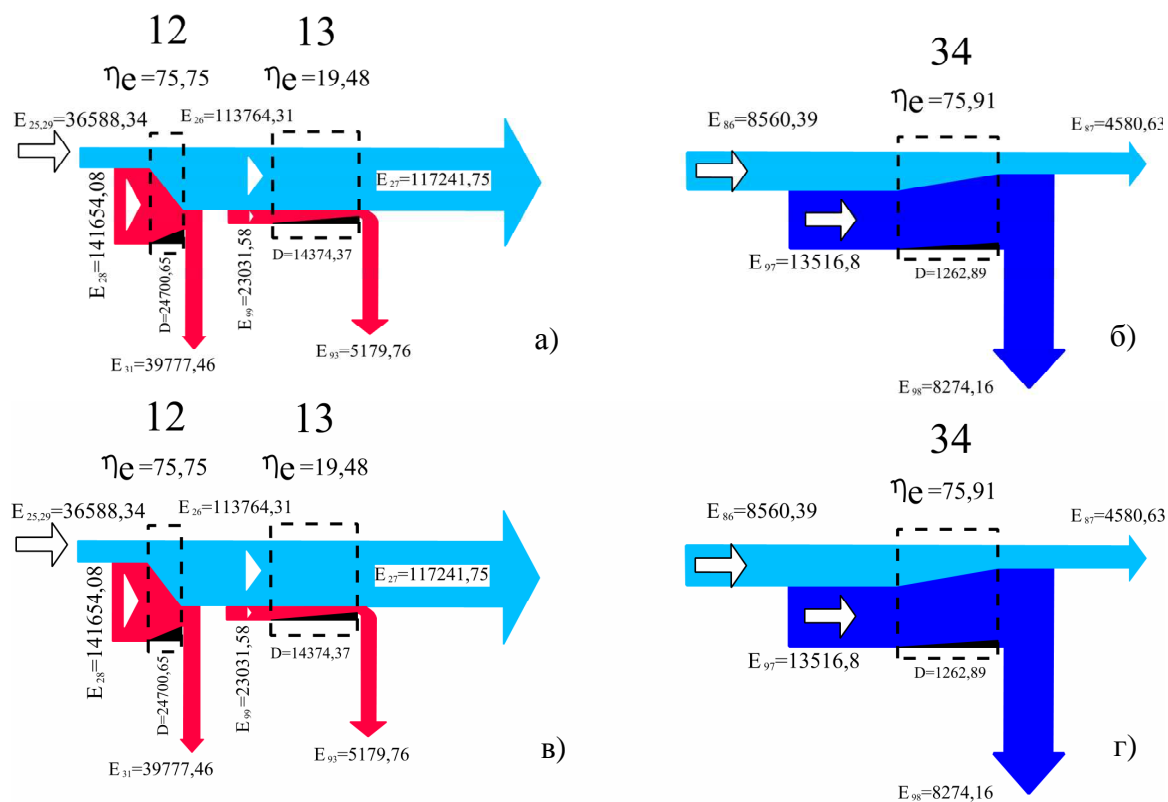 12
13
ηe=75,75
ηe=19,48
E25,29=36588,34
E26=113764,31
E27=117241,75
E28=141654,08
D=24700,65
E99=23031,58
D=14374,37
E31=39777,46
E93=5179,76
а)
34
ηe=75,91
E86=8560,39
E87=4580,63
E97=13516,8
D=1262,89
E98=8274,16
б)
12
13
ηe=75,75
ηe=19,48
E25,29=36588,34
E26=113764,31
E27=117241,75
E28=141654,08
D=24700,65
E99=23031,58
D=14374,37
E31=39777,46
E93=5179,76
в)
34
ηe=75,91
E86=8560,39
E87=4580,63
E97=13516,8
D=1262,89
E98=8274,16
г)